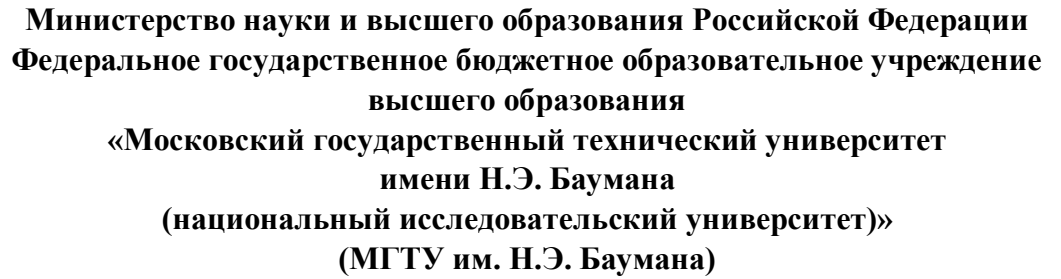 Министерство науки и высшего образования Российской Федерации
Федеральное государственное бюджетное образовательное учреждение
высшего образования
«Московский государственный технический университет
имени Н.Э. Баумана
(национальный исследовательский университет)»
(МГТУ им. Н.Э. Баумана)